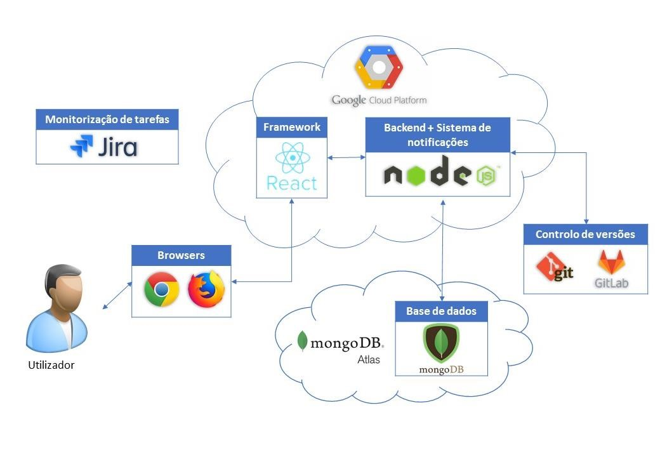 Google Cloud Platform
Monitorização de tarefas
Jira
Framework
React
Backend + Sistema de
notificações
node
JS
Controlo de versões
git
GitLab
Browsers
Utilizador
mongoDB.
Atlas
Base de dados
mongoDB